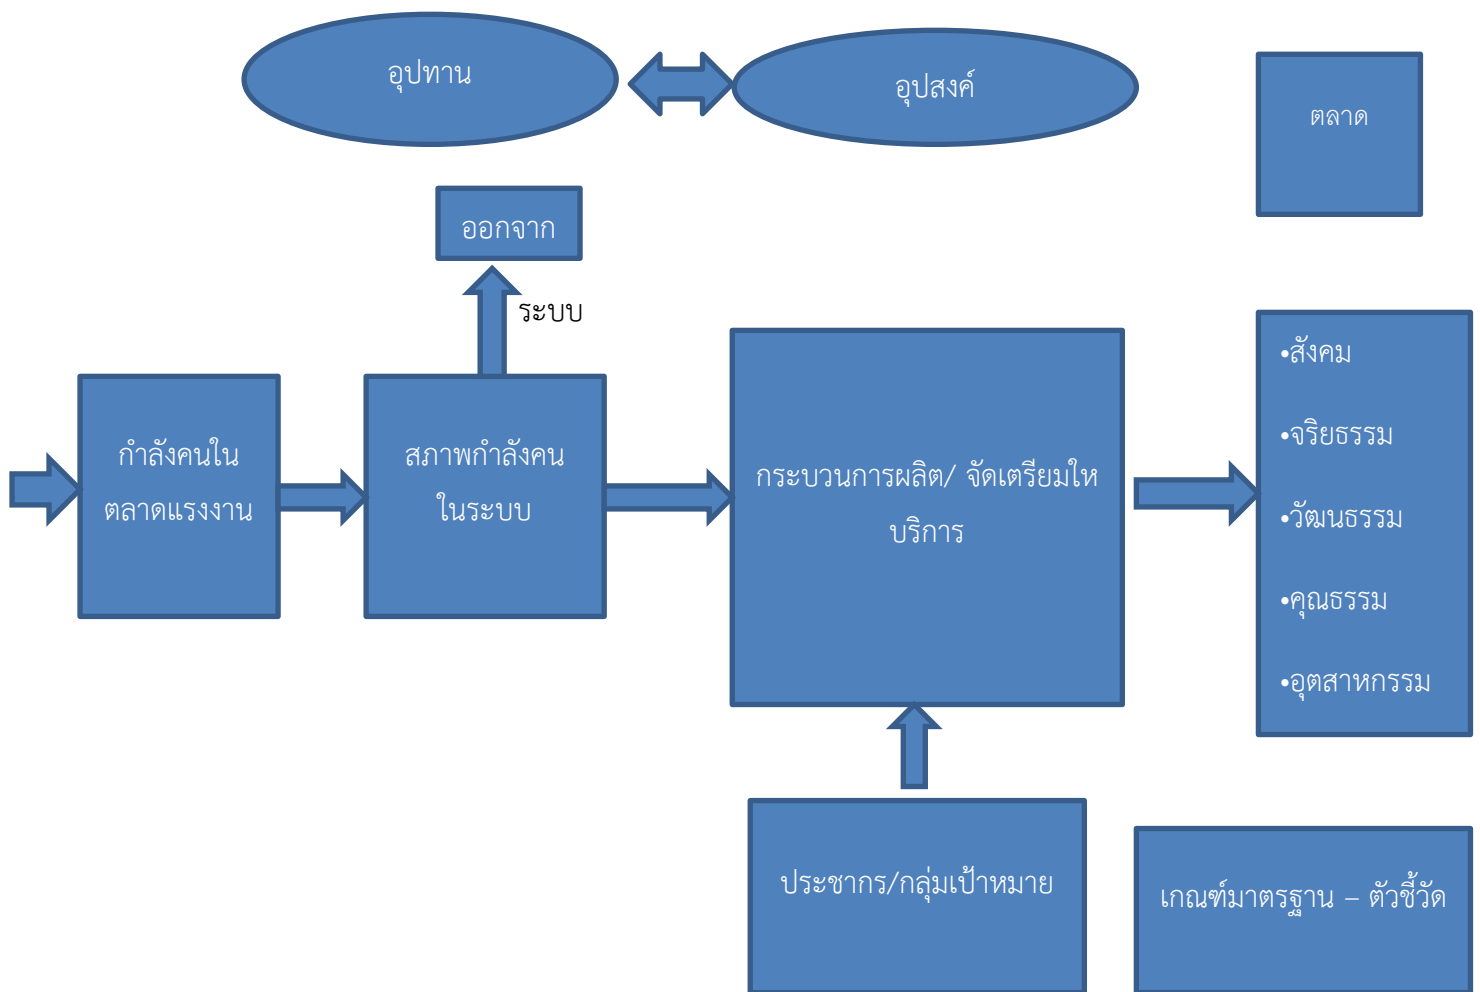 อุปทาน
อุปสงค์
ตลาด
ออกจาก
ระบบ
กำลังคนใน
ตลาดแรงงาน
สภาพกำลังคน
ในระบบ
กระบวนการผลิต/ จัดเตรียมให
บริการ
•สังคม
•จริยธรรม
•วัฒนธรรม
•คุณธรรม
•อุตสาหกรรม
ประชากร/กลุ่มเป้าหมาย
เกณฑ์มาตรฐาน – ตัวชี้วัด